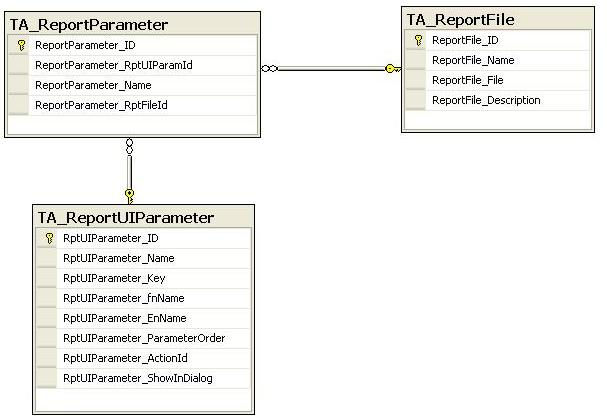 TA_ReportParameter
ReportParameter_ID
ReportParameter_RptUIParamId
ReportParameter_Name
ReportParameter_RptFileId
TA_ReportFile
ReportFile_ID
ReportFile_Name
ReportFile_File
ReportFile_Description
TA_ReportUIParameter
RptUIParameter_ID
RptUIParameter_Name
RptUIParameter_Key
RptUIParameter_fnName
RptUIParameter_EnName
RptUIParameter_ParameterOrder
RptUIParameter_ActionId
RptUIParameter_ShowInDialog